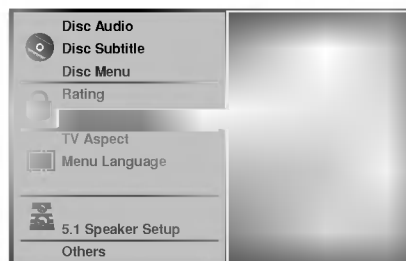 Disc Audio
Disc Subtitle
Disc Menu
Rating
TV Aspect
Menu Language
5.1 Speaker Setup
Others